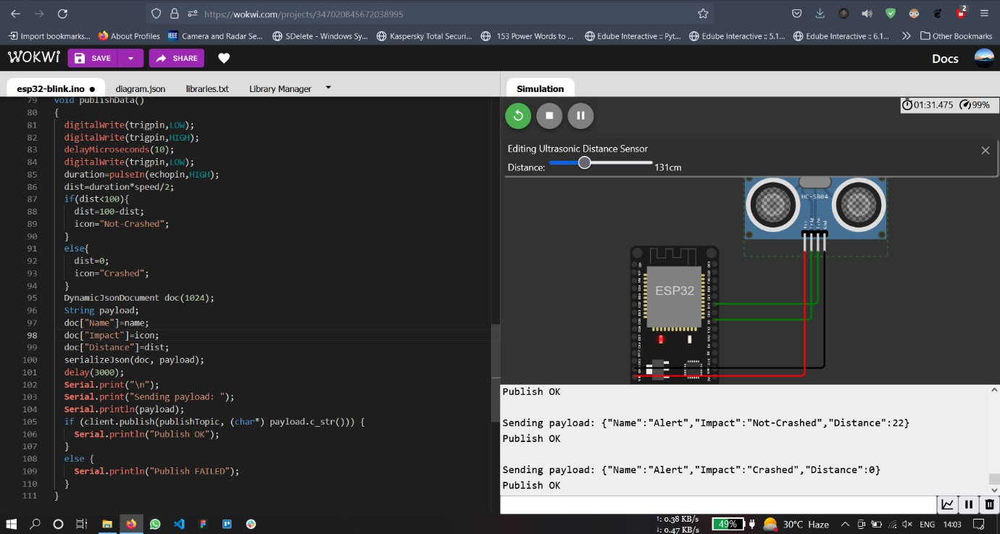 https://wokwi.com/projects/347020845672038995
2
Import bookmarks...
About Profiles
IEEE
Camera and Radar Se...
SDelete - Windows Sy...
Kaspersky Total Securi...
153 Power Words to ...
Edube Interactive :: Pyt...
Edube Interactive :: 5.1...
Edube Interactive :: 6.1...
Other Bookmarks
WOKWI
SAVE
SHARE
Docs
esp32-blink.ino ●
diagram.json
libraries.txt
Library Manager
79 void publishData()
80 {
81 digitalWrite(trigpin,LOW);
82 digitalWrite(trigpin,HIGH);
83 delayMicroseconds(10);
84 digitalWrite(trigpin,LOW);
85 duration=pulseIn(echopin,HIGH);
86 dist=duration*speed/2;
87 if(dist<100){
88 dist=100-dist;
89 icon="Not-Crashed";
90 }
91 else{
92 dist=0;
93 icon="Crashed";
94 }
95 DynamicJsonDocument doc(1024);
96 String payload;
97 doc["Name"]=name;
98 doc["Impact"]=icon;
99 doc["Distance"]=dist;
100 serializeJson(doc, payload);
101 delay(3000);
102 Serial.print("\n");
103 Serial.print("Sending payload: ");
104 Serial.println(payload);
105 if (client.publish(publishTopic, (char*) payload.c_str())) {
106 Serial.println("Publish OK");
107 }
108 else {
109 Serial.println("Publish FAILED");
110 }
111 }
Simulation
01:31.475
99%
Editing Ultrasonic Distance Sensor
Distance:
131cm
HC-SR04
Vcc
Trig
Echo
Gnd
ESP32
Publish OK
Sending payload: {"Name":"Alert","Impact":"Not-Crashed","Distance":22}
Publish OK
Sending payload: {"Name":"Alert","Impact":"Crashed","Distance":0}
Publish OK
↑: 0.38 KB/s
↓: 0.47 KB/s
49%
30°C Haze
ENG
14:03